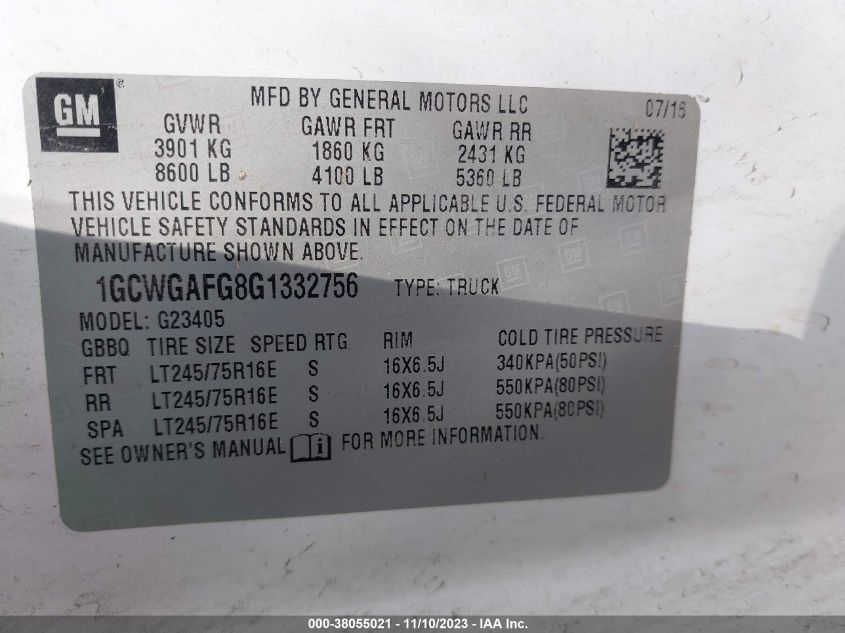 GM®
MFD BY GENERAL MOTORS LLC 07/16
GVWR GAWR FRT GAWR RR
3901 KG 1860 KG 2431 KG
8600 LB 4100 LB 5360 LB
THIS VEHICLE CONFORMS TO ALL APPLICABLE U.S. FEDERAL MOTOR
VEHICLE SAFETY STANDARDS IN EFFECT ON THE DATE OF
MANUFACTURE SHOWN ABOVE.
1GCWGAFG8G1332756 TYPE: TRUCK
MODEL: G23405
GBBQ TIRE SIZE SPEED RTG RIM COLD TIRE PRESSURE
FRT LT245/75R16E S 16X6.5J 340KPA(50PSI)
RR LT245/75R16E S 16X6.5J 550KPA(80PSI)
SPA LT245/75R16E S 16X6.5J 550KPA(80PSI)
SEE OWNER'S MANUAL i FOR MORE INFORMATION.
000-38055021 - 11/10/2023 - IAA Inc.